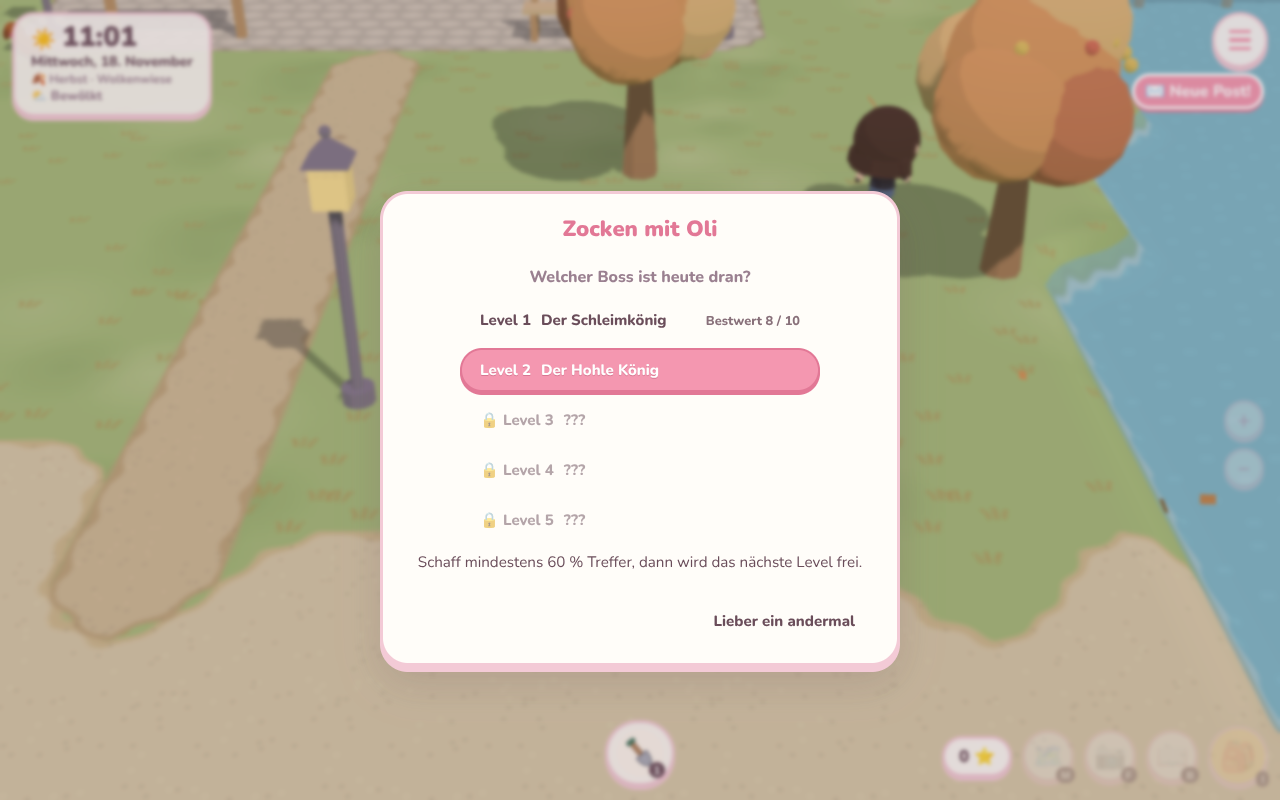 11:01
Mittwoch, 18. November
Herbst · Wolkenwiese
Bewölkt
Neue Post!
Zocken mit Oli
Welcher Boss ist heute dran?
Level 1 Der Schleimkönig Bestwert 8 / 10
Level 2 Der Hohle König
Level 3 ???
Level 4 ???
Level 5 ???
Schaff mindestens 60 % Treffer, dann wird das nächste Level frei.
Lieber ein andermal
0